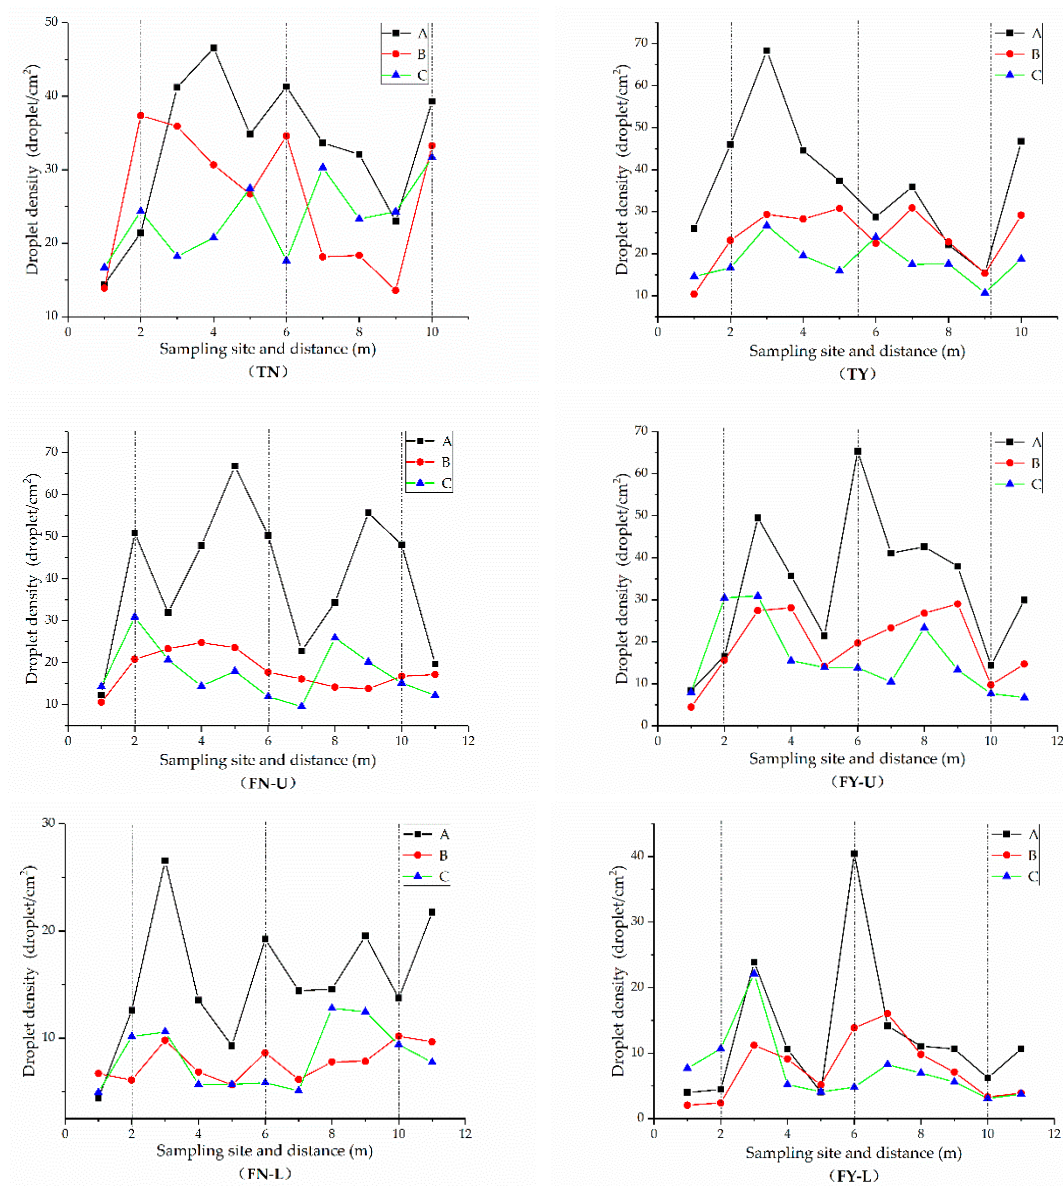 50
40
30
20
10
0
2
4
6
8
10
Droplet density (droplet/cm²)
Sampling site and distance (m)
（TN）
A
B
C
70
60
50
40
30
20
10
0
2
4
6
8
10
Droplet density (droplet/cm²)
Sampling site and distance (m)
（TY）
A
B
C
70
60
50
40
30
20
10
0
2
4
6
8
10
12
Droplet density (droplet/cm²)
Sampling site and distance (m)
（FN-U）
A
B
C
70
60
50
40
30
20
10
0
0
2
4
6
8
10
12
Droplet density (droplet/cm²)
Sampling site and distance (m)
（FY-U）
A
B
C
30
20
10
0
2
4
6
8
10
12
Droplet density (droplet/cm²)
Sampling site and distance (m)
（FN-L）
A
B
C
40
30
20
10
0
0
2
4
6
8
10
12
Droplet density (droplet/cm²)
Sampling site and distance (m)
（FY-L）
A
B
C